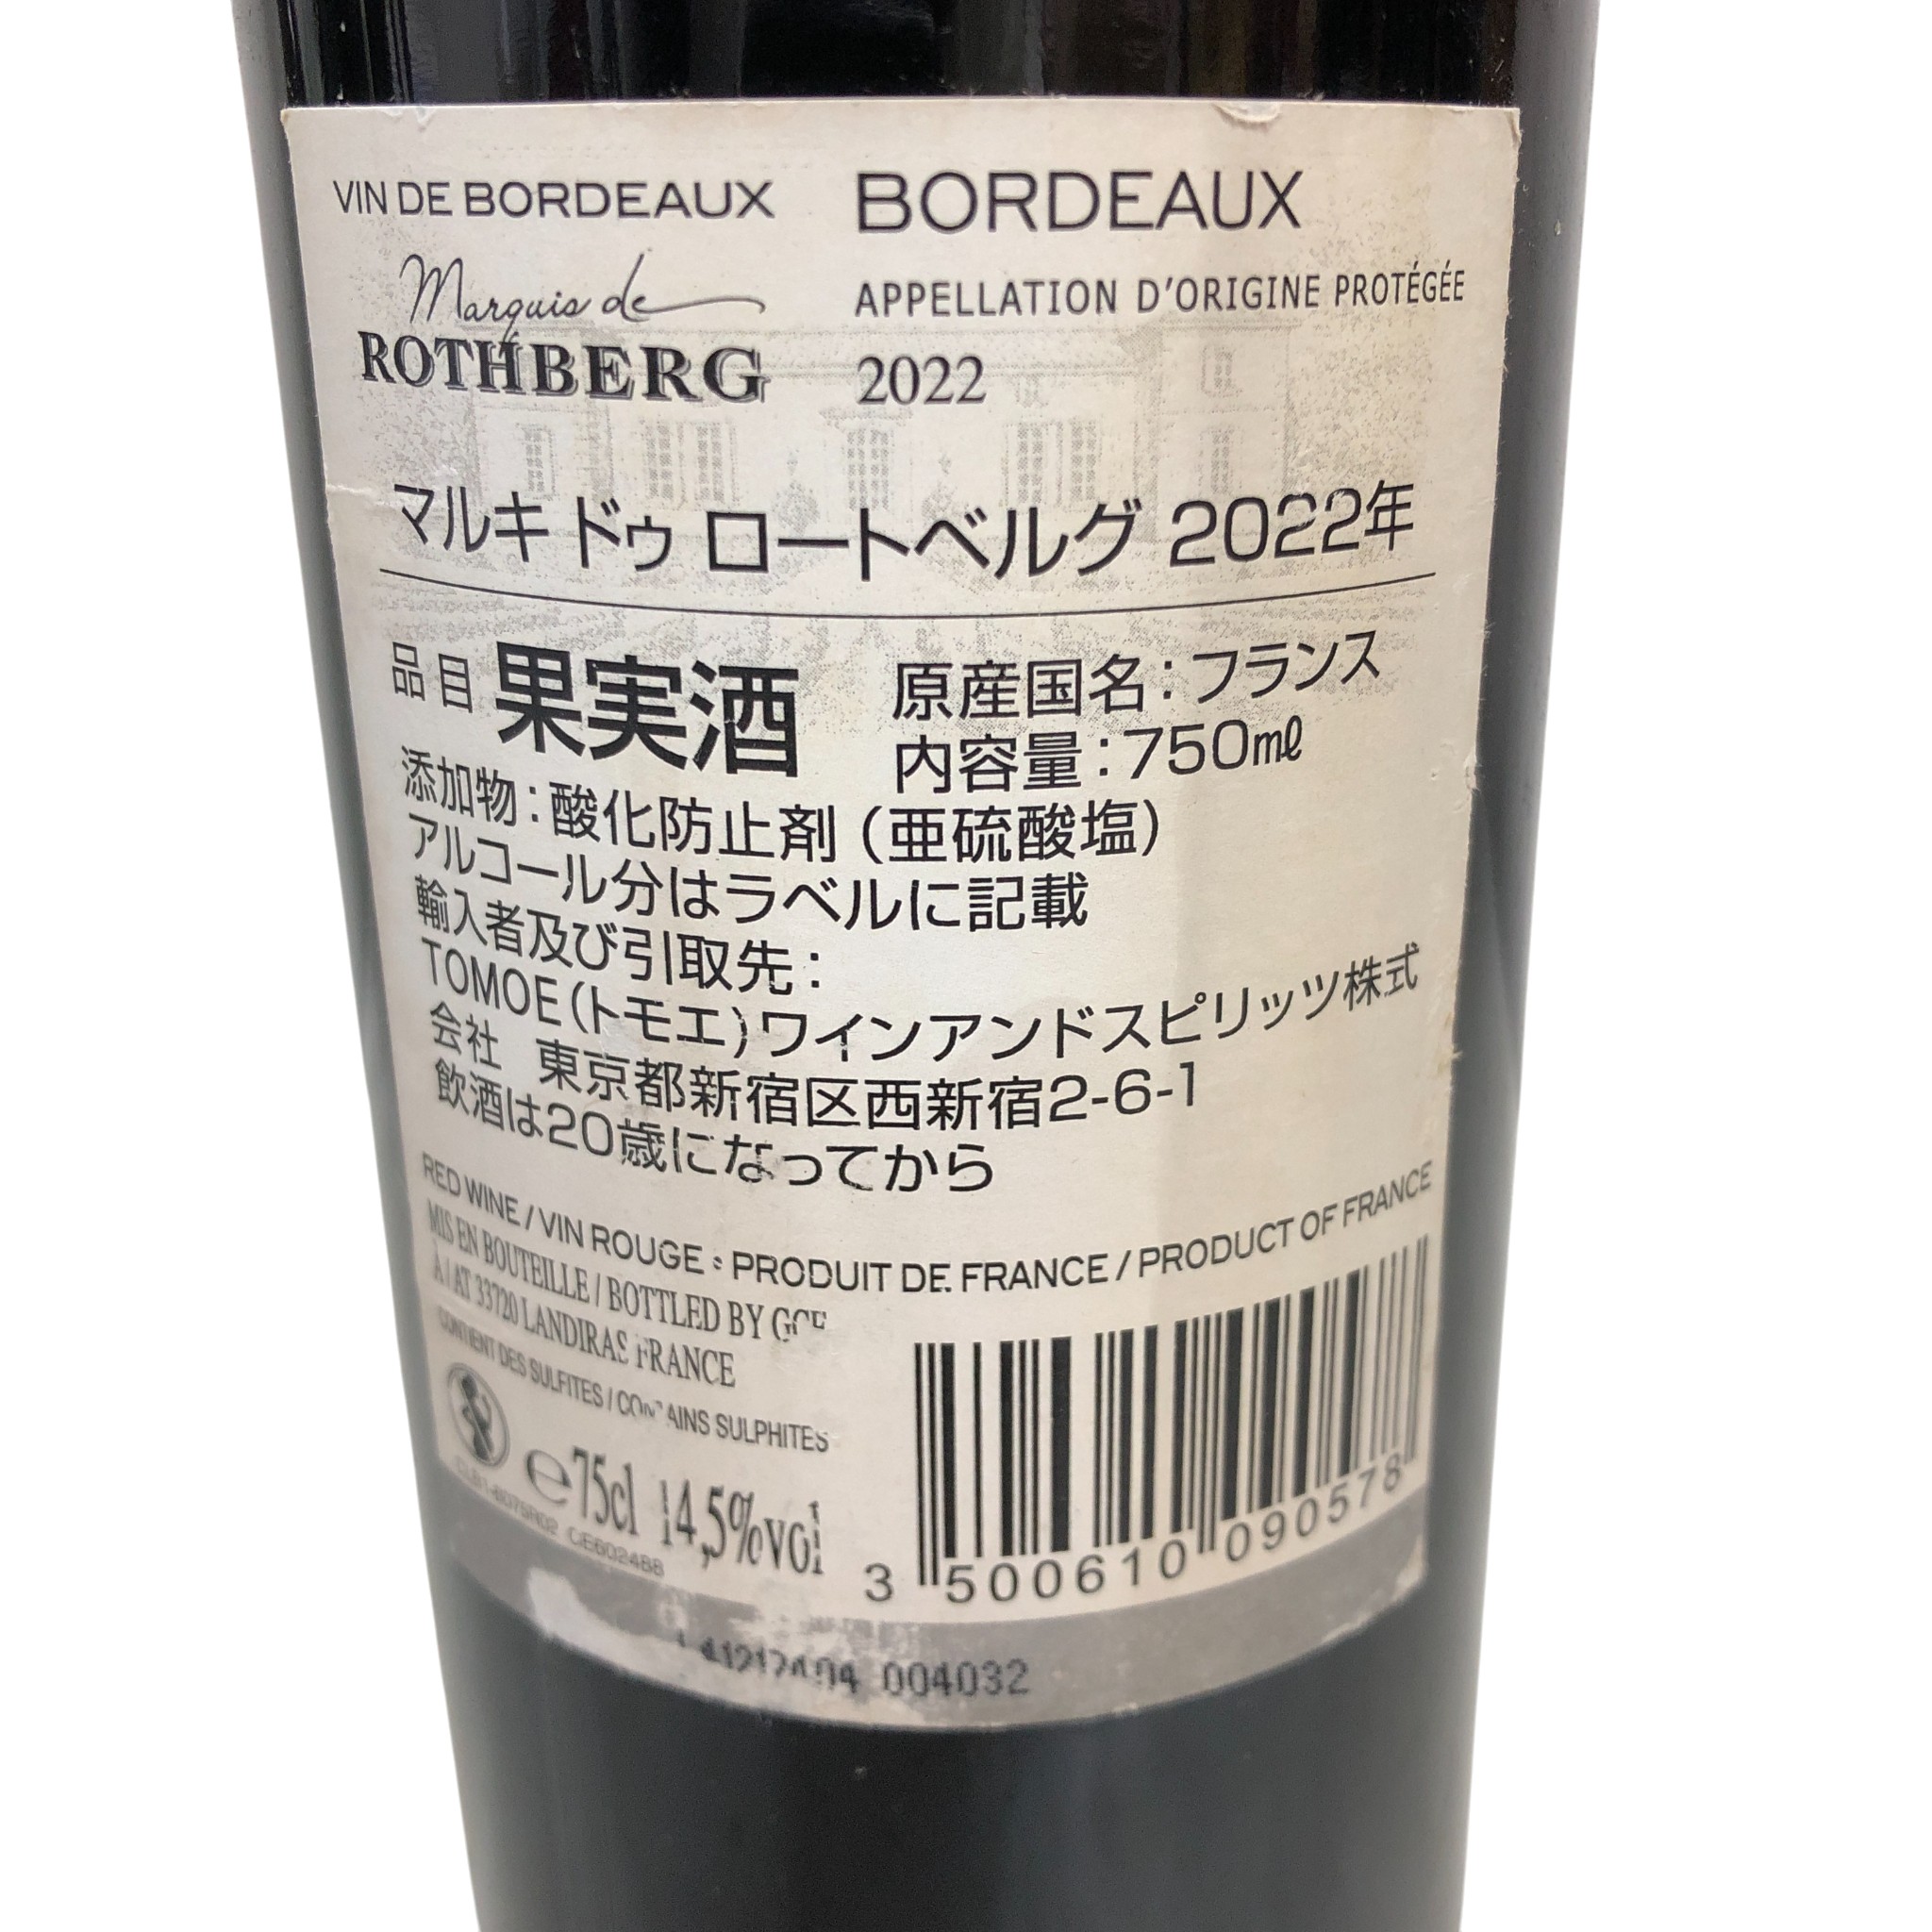 VIN DE BORDEAUX
Marquis de
ROTHBERG
BORDEAUX
APPELLATION D'ORIGINE PROTÉGÉE
2022
マルキ ドゥ ロートベルグ 2022年
品目 果実酒
原産国名：フランス
内容量：750㎖
添加物：酸化防止剤（亜硫酸塩）
アルコール分はラベルに記載
輸入者及び引取先：
TOMOE（トモエ）ワインアンドスピリッツ株式
会社 東京都新宿区西新宿2-6-1
飲酒は20歳になってから
RED WINE / VIN ROUGE : PRODUIT DE FRANCE / PRODUCT OF FRANCE
MIS EN BOUTEILLE / BOTTLED BY GCF
À / AT 33720 LANDIRAS FRANCE
CONTIENT DES SULFITES / CONTAINS SULPHITES
e 75cl 14,5%vol
3 500610 090578
004032